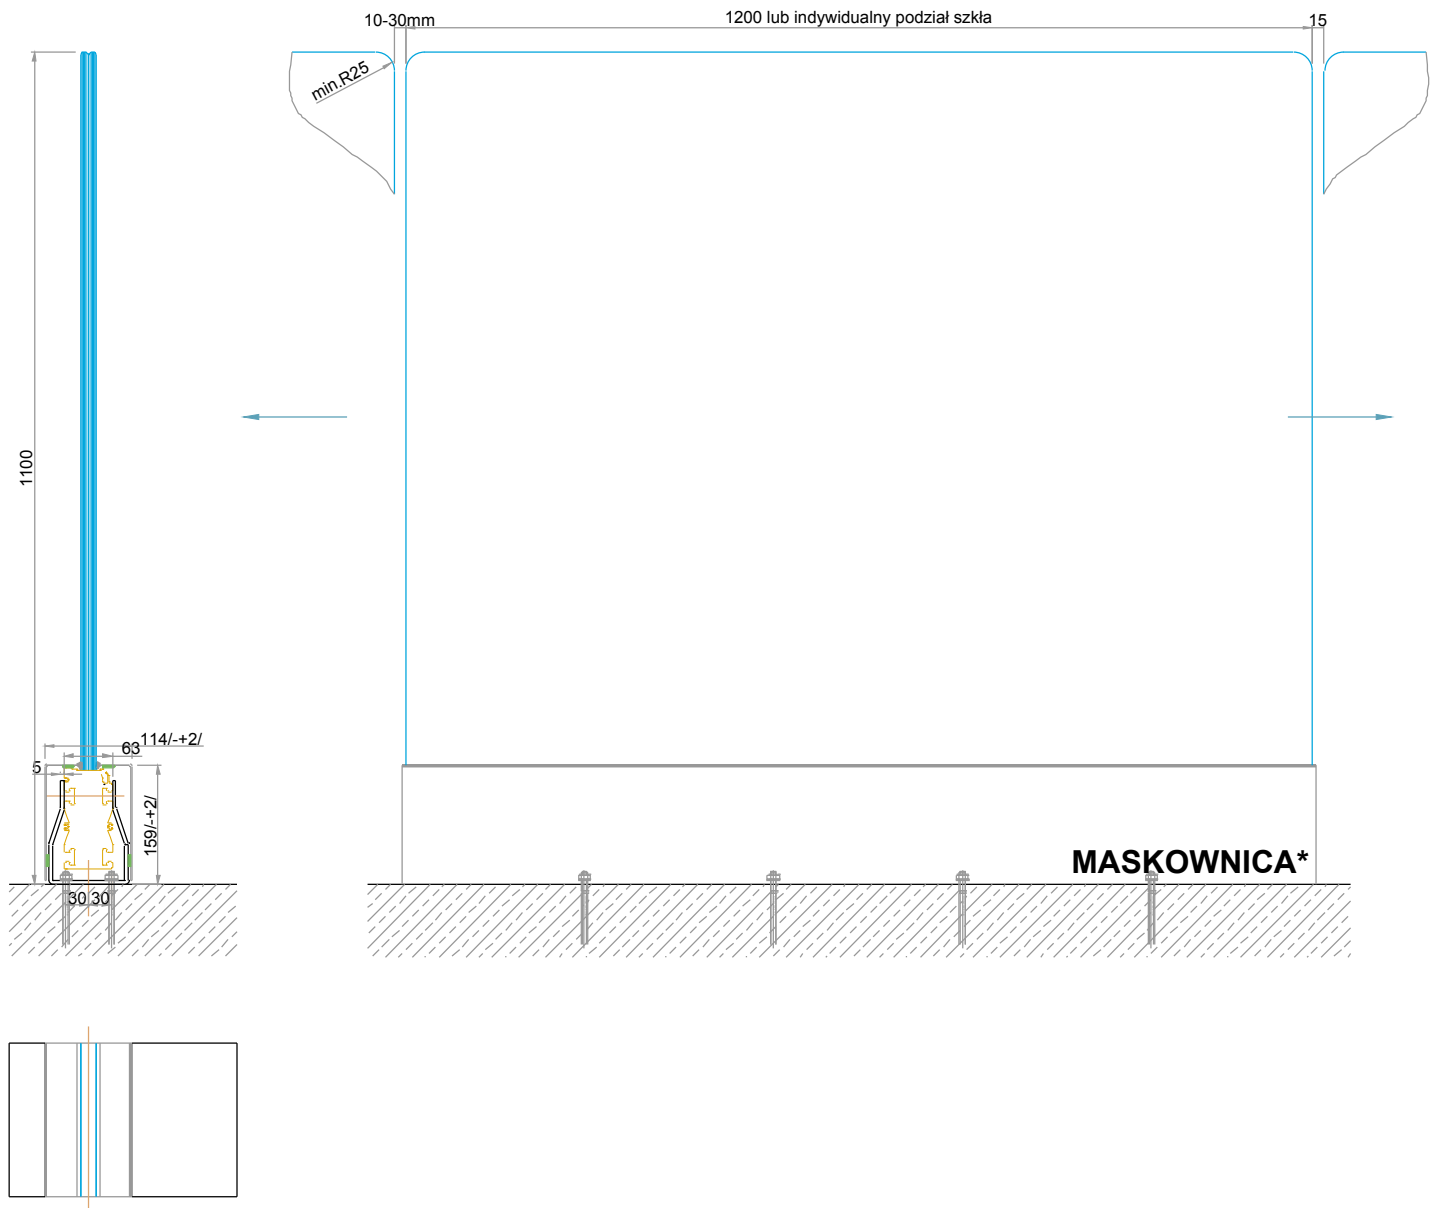 10-30mm
1200 lub indywidualny podział szkła
15
min.R25
1100
114/-+2/
63
5
159/-+2/
MASKOWNICA*
30 30